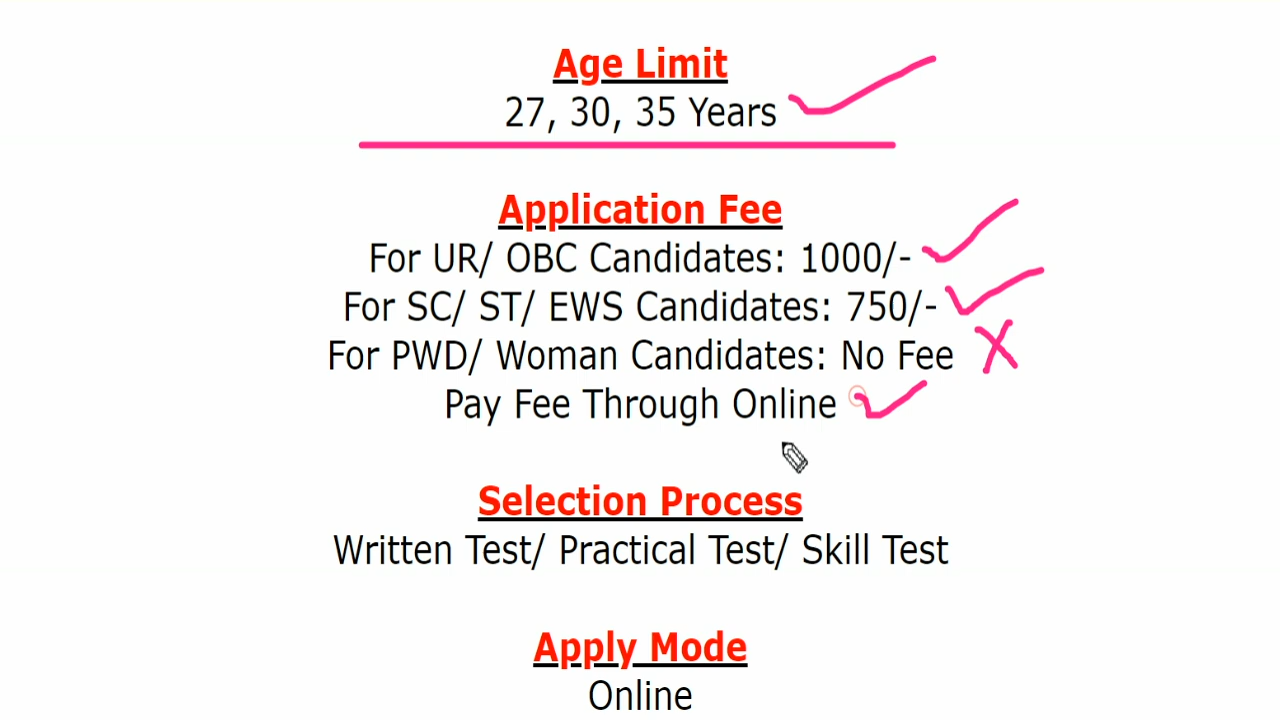 Age Limit
27, 30, 35 Years
Application Fee
For UR/ OBC Candidates: 1000/-
For SC/ ST/ EWS Candidates: 750/-
For PWD/ Woman Candidates: No Fee
Pay Fee Through Online
Selection Process
Written Test/ Practical Test/ Skill Test
Apply Mode
Online